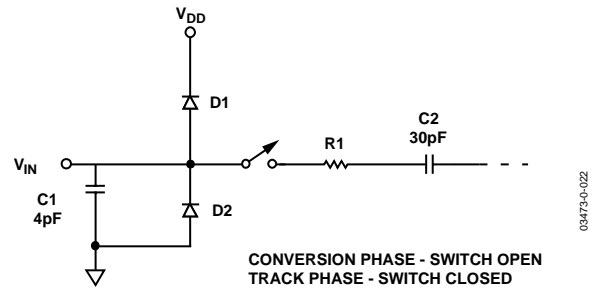 VDD
D1
C2
30pF
R1
VIN
C1
4pF
D2
CONVERSION PHASE - SWITCH OPEN
TRACK PHASE - SWITCH CLOSED
03473-0-022